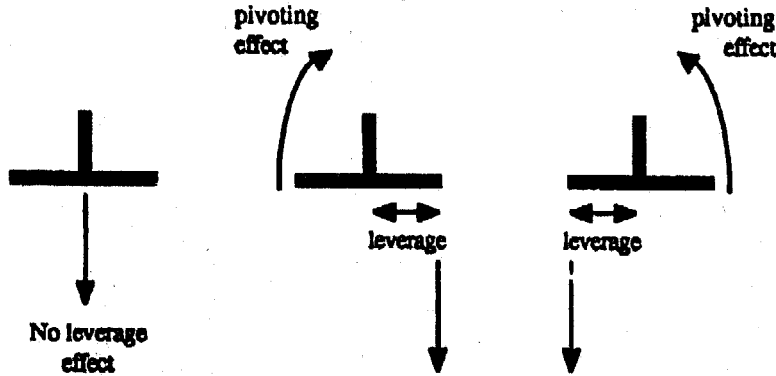 pivoting
effect
pivoting
effect
leverage
leverage
No leverage
effect